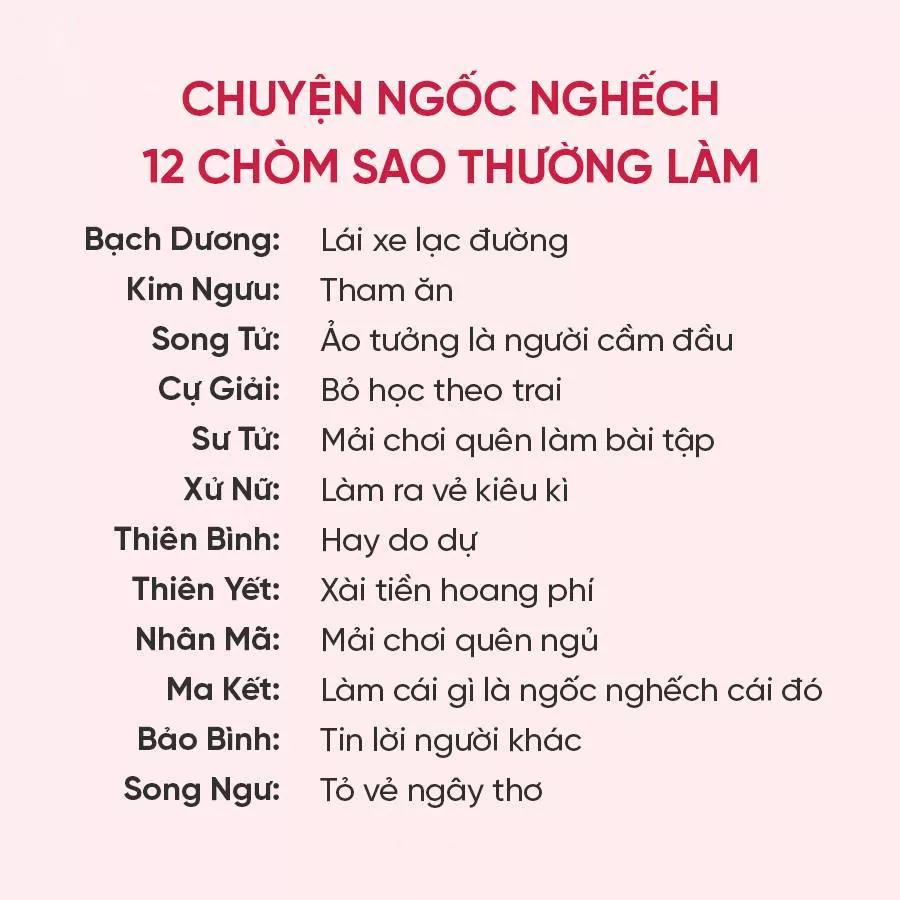 CHUYỆN NGỐC NGHẾCH
12 CHÒM SAO THƯỜNG LÀM
Bạch Dương: Lái xe lạc đường
Kim Ngưu: Tham ăn
Song Tử: Ảo tưởng là người cầm đầu
Cự Giải: Bỏ học theo trai
Sư Tử: Mải chơi quên làm bài tập
Xử Nữ: Làm ra vẻ kiêu kì
Thiên Bình: Hay do dự
Thiên Yết: Xài tiền hoang phí
Nhân Mã: Mải chơi quên ngủ
Ma Kết: Làm cái gì là ngốc nghếch cái đó
Bảo Bình: Tin lời người khác
Song Ngư: Tỏ vẻ ngây thơ